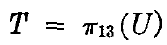 T = π₁₃(U)